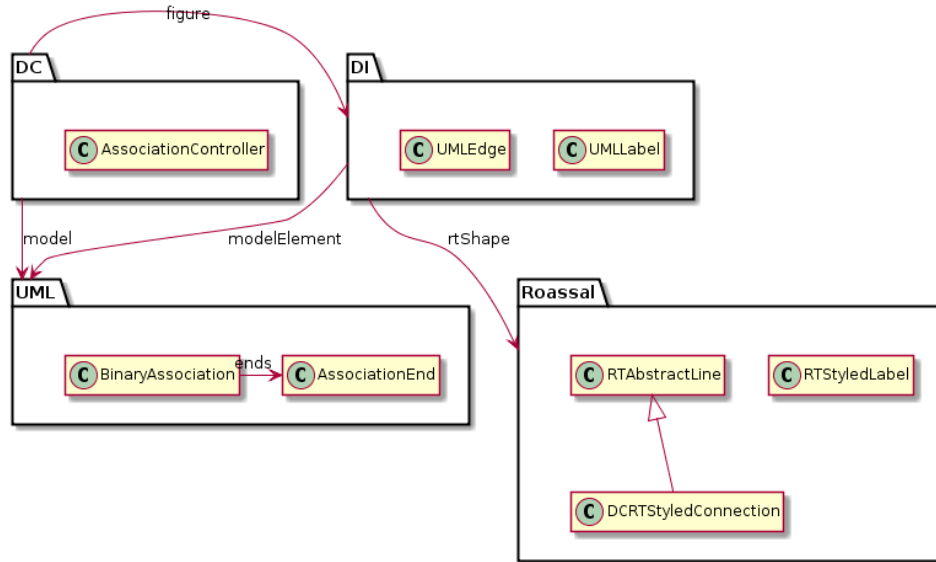 figure
DC
DI
C AssociationController
C UMLEdge
C UMLLabel
model
modelElement
rtShape
UML
Roassal
C BinaryAssociation
ends
C AssociationEnd
C RTAbstractLine
C RTStyledLabel
C DCRTStyledConnection